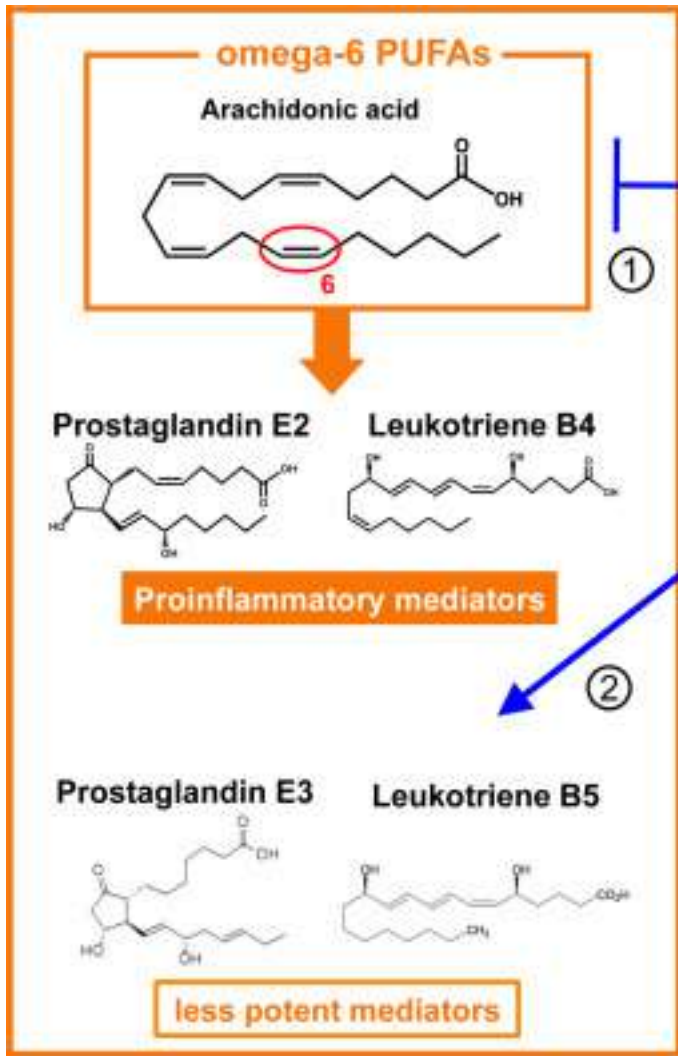 omega-6 PUFAs
Arachidonic acid
O
OH
6
1
Prostaglandin E2 Leukotriene B4
O
OH
O
HO
OH
OH
OH
O
OH
Proinflammatory mediators
2
Prostaglandin E3 Leukotriene B5
O
OH
O
HO
OH
OH
OH
CO₂H
CH₃
less potent mediators